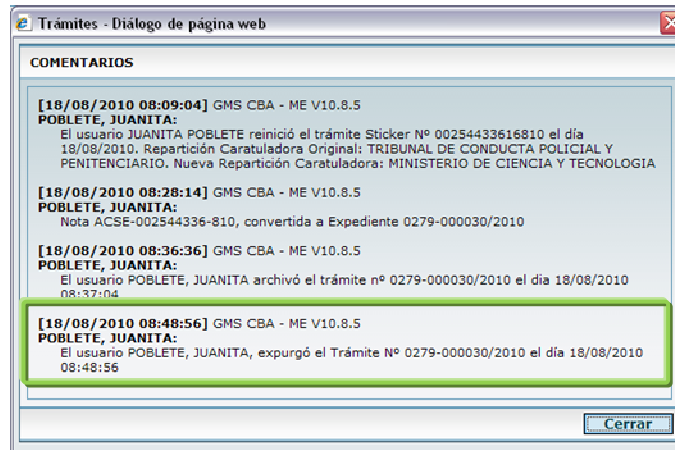 Trámites - Diálogo de página web
COMENTARIOS
[18/08/2010 08:09:04] GMS CBA - ME V10.8.5
POBLETE, JUANITA:
El usuario JUANITA POBLETE reinició el trámite Sticker Nº 00254433616810 el día
18/08/2010. Repartición Caratuladora Original: TRIBUNAL DE CONDUCTA POLICIAL Y
PENITENCIARIO. Nueva Repartición Caratuladora: MINISTERIO DE CIENCIA Y TECNOLOGIA
[18/08/2010 08:28:14] GMS CBA - ME V10.8.5
POBLETE, JUANITA:
Nota ACSE-002544336-810, convertida a Expediente 0279-000030/2010
[18/08/2010 08:36:36] GMS CBA - ME V10.8.5
POBLETE, JUANITA:
El usuario POBLETE, JUANITA archivó el trámite nº 0279-000030/2010 el dia 18/08/2010
08:37:04
[18/08/2010 08:48:56] GMS CBA - ME V10.8.5
POBLETE, JUANITA:
El usuario POBLETE, JUANITA, expurgó el Trámite Nº 0279-000030/2010 el día 18/08/2010
08:48:56
Cerrar